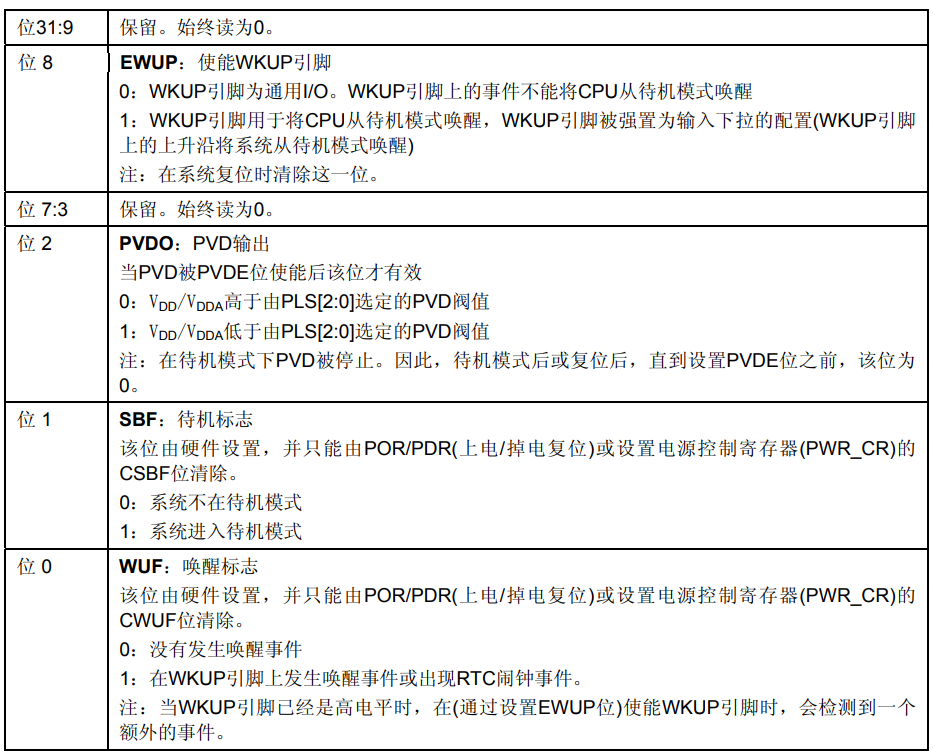 位31:9 保留。始终读为0。
位 8 EWUP：使能WKUP引脚
0：WKUP引脚为通用I/O。WKUP引脚上的事件不能将CPU从待机模式唤醒
1：WKUP引脚用于将CPU从待机模式唤醒，WKUP引脚被强置为输入下拉的配置(WKUP引脚
上的上升沿将系统从待机模式唤醒)
注：在系统复位时清除这一位。
位 7:3 保留。始终读为0。
位 2 PVDO：PVD输出
当PVD被PVDE位使能后该位才有效
0：VDD/VDDA高于由PLS[2:0]选定的PVD阀值
1：VDD/VDDA低于由PLS[2:0]选定的PVD阀值
注：在待机模式下PVD被停止。因此，待机模式后或复位后，直到设置PVDE位之前，该位为
0。
位 1 SBF：待机标志
该位由硬件设置，并只能由POR/PDR(上电/掉电复位)或设置电源控制寄存器(PWR_CR)的
CSBF位清除。
0：系统不在待机模式
1：系统进入待机模式
位 0 WUF：唤醒标志
该位由硬件设置，并只能由POR/PDR(上电/掉电复位)或设置电源控制寄存器(PWR_CR)的
CWUF位清除。
0：没有发生唤醒事件
1：在WKUP引脚上发生唤醒事件或出现RTC闹钟事件。
注：当WKUP引脚已经是高电平时，在(通过设置EWUP位)使能WKUP引脚时，会检测到一个
额外的事件。